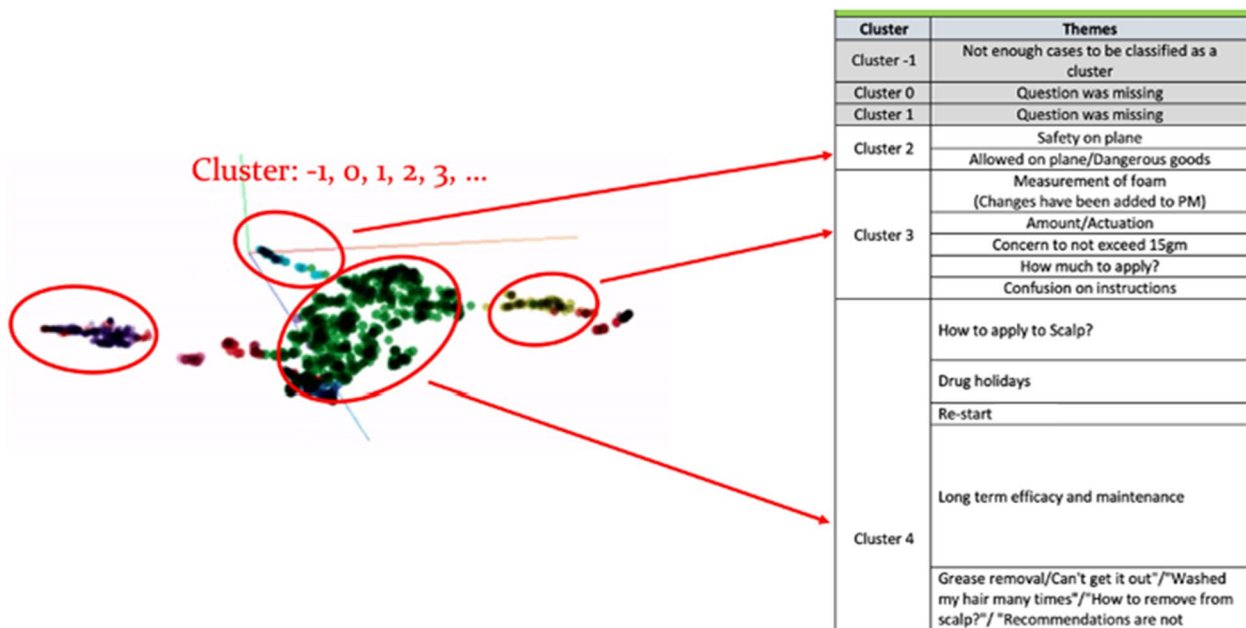 Cluster: -1, 0, 1, 2, 3, ...
Cluster Themes
Cluster -1 Not enough cases to be classified as a
cluster
Cluster 0 Question was missing
Cluster 1 Question was missing
Cluster 2 Safety on plane
Allowed on plane/Dangerous goods
Cluster 3 Measurement of foam
(Changes have been added to PM)
Amount/Actuation
Concern to not exceed 15gm
How much to apply?
Confusion on instructions
Cluster 4 How to apply to Scalp?
Drug holidays
Re-start
Long term efficacy and maintenance
Grease removal/Can't get it out"/"Washed
my hair many times"/"How to remove from
scalp?"/ "Recommendations are not